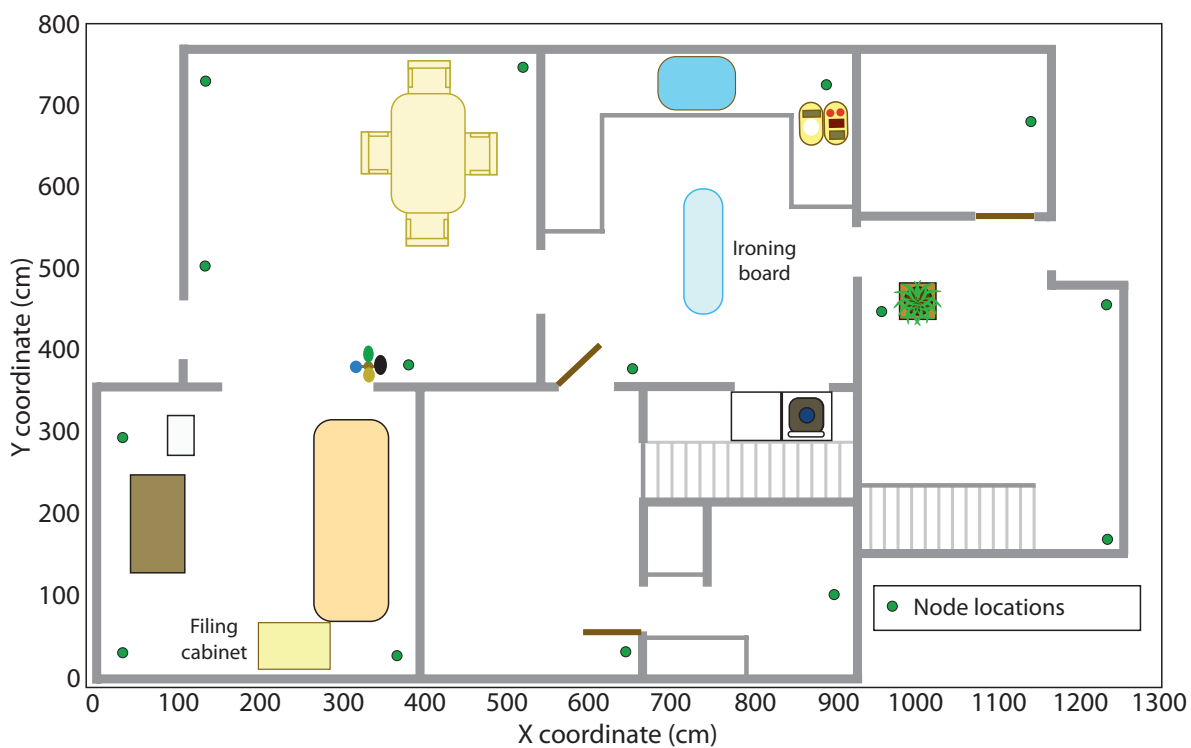 800
700
600
500
400
300
200
100
0
Y coordinate (cm)
Ironing
board
Filing
cabinet
Node locations
0 100 200 300 400 500 600 700 800 900 1000 1100 1200 1300
X coordinate (cm)